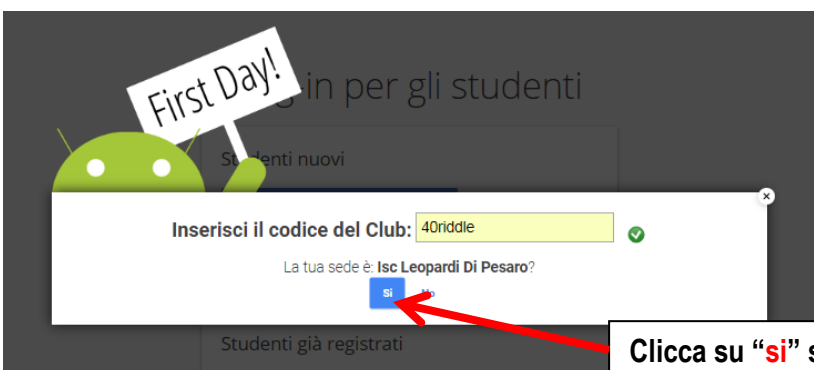 First Day!
-in per gli studenti
Studenti nuovi
Inserisci il codice del Club: 40riddle
La tua sede è: Isc Leopardi Di Pesaro?
Si No
Studenti già registrati
Clicca su “si” s